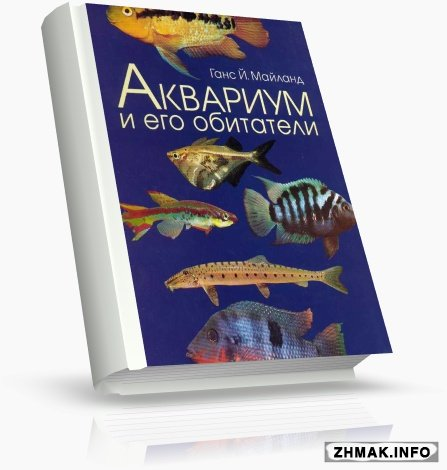 Ганс Й. Майланд
АКВАРИУМ
И ЕГО ОБИТАТЕЛИ
ZHMAK.INFO